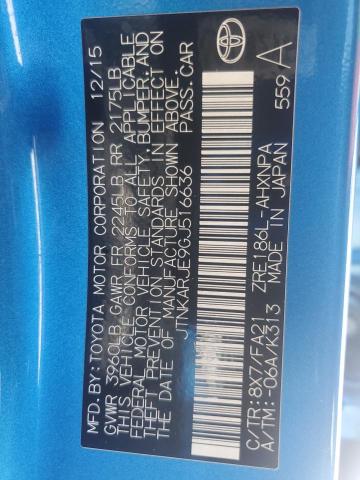 MFD.BY: TOYOTA MOTOR CORPORATION 12/15
GVWR 3960LB GAWR FR 2245LB RR 2175LB
THIS VEHICLE CONFORMS TO ALL APPLICABLE
FEDERAL MOTOR VEHICLE SAFETY, BUMPER, AND
THEFT PREVENTION STANDARDS IN EFFECT ON
THE DATE OF MANUFACTURE SHOWN ABOVE.
JTNKARJE9GJ516636 PASS.CAR
C/TR:8X7/FA21 ZRE186L-AHXNPA
A/TM:-06A/K313 MADE IN JAPAN 559 A
TOYOTA